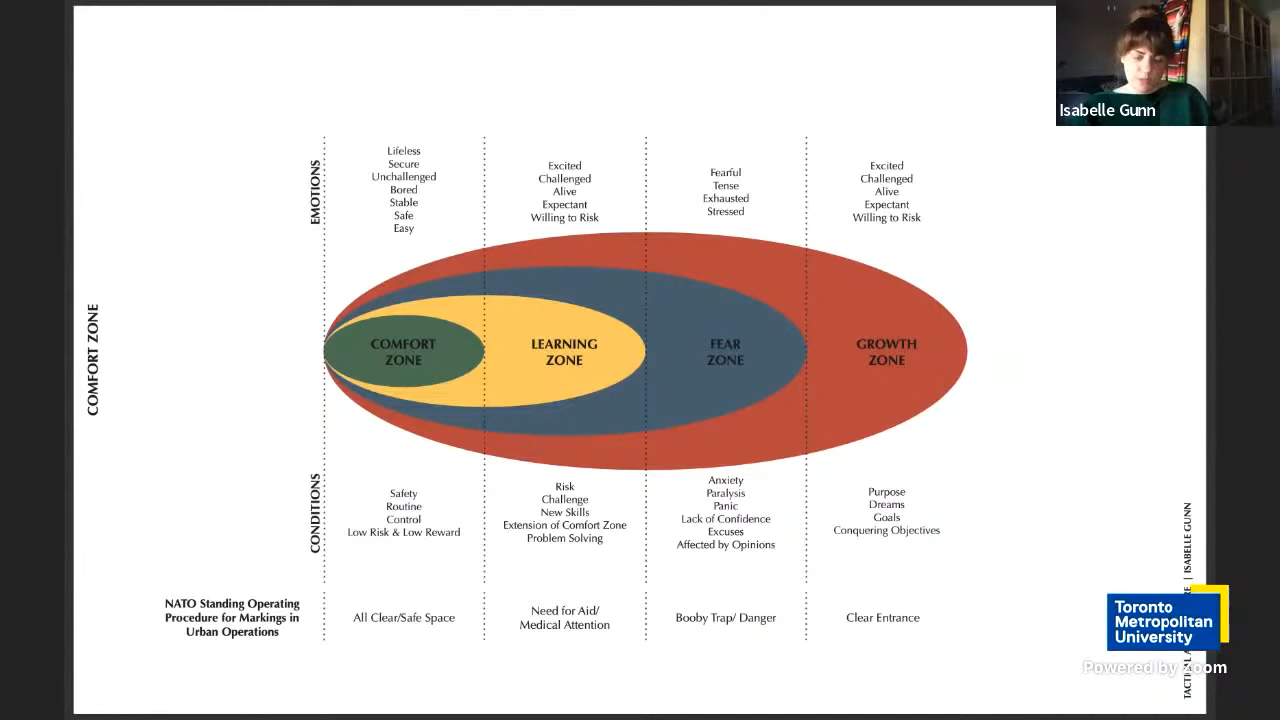 Isabelle Gunn
COMFORT ZONE
EMOTIONS
Lifeless
Secure
Unchallenged
Bored
Stable
Safe
Easy
Excited
Challenged
Alive
Expectant
Willing to Risk
Fearful
Tense
Exhausted
Stressed
Excited
Challenged
Alive
Expectant
Willing to Risk
COMFORT
ZONE
LEARNING
ZONE
FEAR
ZONE
GROWTH
ZONE
CONDITIONS
Safety
Routine
Control
Low Risk & Low Reward
Risk
Challenge
New Skills
Extension of Comfort Zone
Problem Solving
Anxiety
Paralysis
Panic
Lack of Confidence
Excuses
Affected by Opinions
Purpose
Dreams
Goals
Conquering Objectives
NATO Standing Operating
Procedure for Markings in
Urban Operations
All Clear/Safe Space
Need for Aid/
Medical Attention
Booby Trap/ Danger
Clear Entrance
TACTICAL | ISABELLE GUNN
Toronto
Metropolitan
University
Powered by Zoom